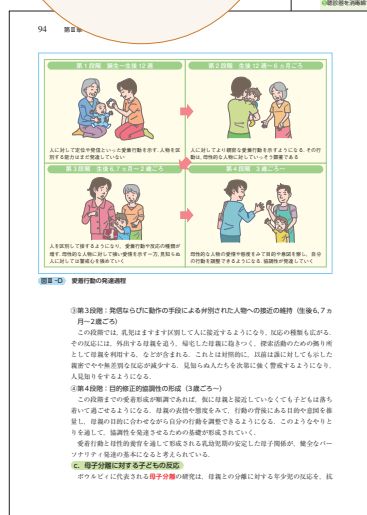 聴診器を消毒綿
94
第Ⅲ章
第1段階 誕生～生後12週
第2段階 生後12週～6ヵ月ごろ
人に対して定位や発信といった愛着行動を示す．人物を区
別する能力はまだ発達していない
人に対してより親密な愛着行動を示すようになる．その行
動は，母性的な人物に対していっそう顕著である
第3段階 生後6，7ヵ月～2歳ごろ
第4段階 3歳ごろ～
人を区別して接するようになり，愛着行動や反応の種類が
増す．母性的な人物に対して強い愛情を示す一方，見知らぬ
人に対しては警戒心を強めていく
母性的な人物の愛情や態度をみて目的や意図を察し，自分
の行動を調整できるようになる．協調性が発達していく
図Ⅲ-D 愛着行動の発達過程
③第3段階：発信ならびに動作の手段による弁別された人物への接近の維持（生後6，7ヵ
月～2歳ごろ）
この段階では，乳児はますます区別して人に接近するようになり，反応の種類も広がる．
その反応には，外出する母親を追う，帰宅した母親に抱きつく，探索活動のための拠り所
として母親を利用する，などが含まれる．これとは対照的に，以前は誰に対しても示した
親密でやや無差別な反応が減少する．見知らぬ人たちを次第に強く警戒するようになり，
人見知りをするようになる．
④第4段階：目的修正的協調性の形成（3歳ごろ～）
この段階までの愛着形成が順調であれば，仮に母親と接近していなくても子どもは落ち
着いて過ごせるようになる．母親の表情や態度をみて，行動の背後にある目的や意図を推
量し，母親の目的に合わせながら自分の行動を調整できるようになる．このようなやりと
りを通して，協調性を発達させるための基礎が形成されていく．
愛着行動と母性的養育を通して形成される乳幼児期の安定した母子関係が，健全なパー
ソナリティ発達の基本になると考えられている．
c．母子分離に対する子どもの反応
ボウルビィに代表される母子分離の研究は，母親との分離に対する年少児の反応を，抗